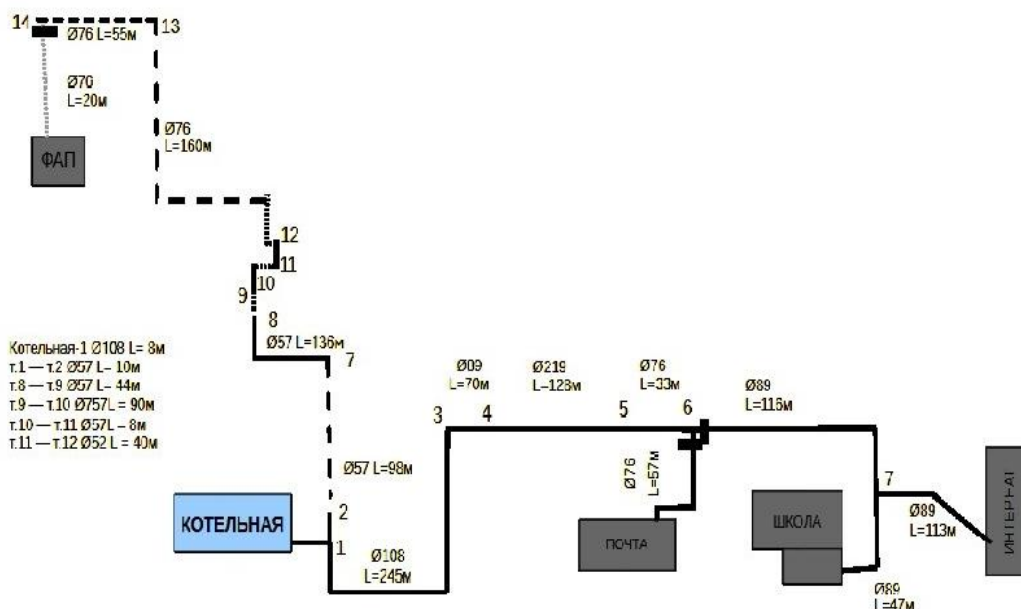 14
Ø76 L=55м
13
Ø70
L=20м
ФАП
Ø76
L=160м
12
11
10
9
8
Ø57 L=136м
7
Котельная-1 Ø108 L= 8м
т.1 — т.2 Ø57 L= 10м
т.8 — т.9 Ø57 L= 44м
т.9 — т.10 Ø757L = 90м
т.10 — т.11 Ø57L = 8м
т.11 — т.12 Ø52 L = 40м
Ø57 L=98м
2
КОТЕЛЬНАЯ
1
Ø108
L=245м
3
4
Ø09
L=70м
Ø219
L=128м
5
Ø76
L=33м
6
Ø89
L=116м
Ø76
L=57м
ПОЧТА
ШКОЛА
7
Ø89
L=113м
ИНТЕРНАТ
Ø89
L=47м